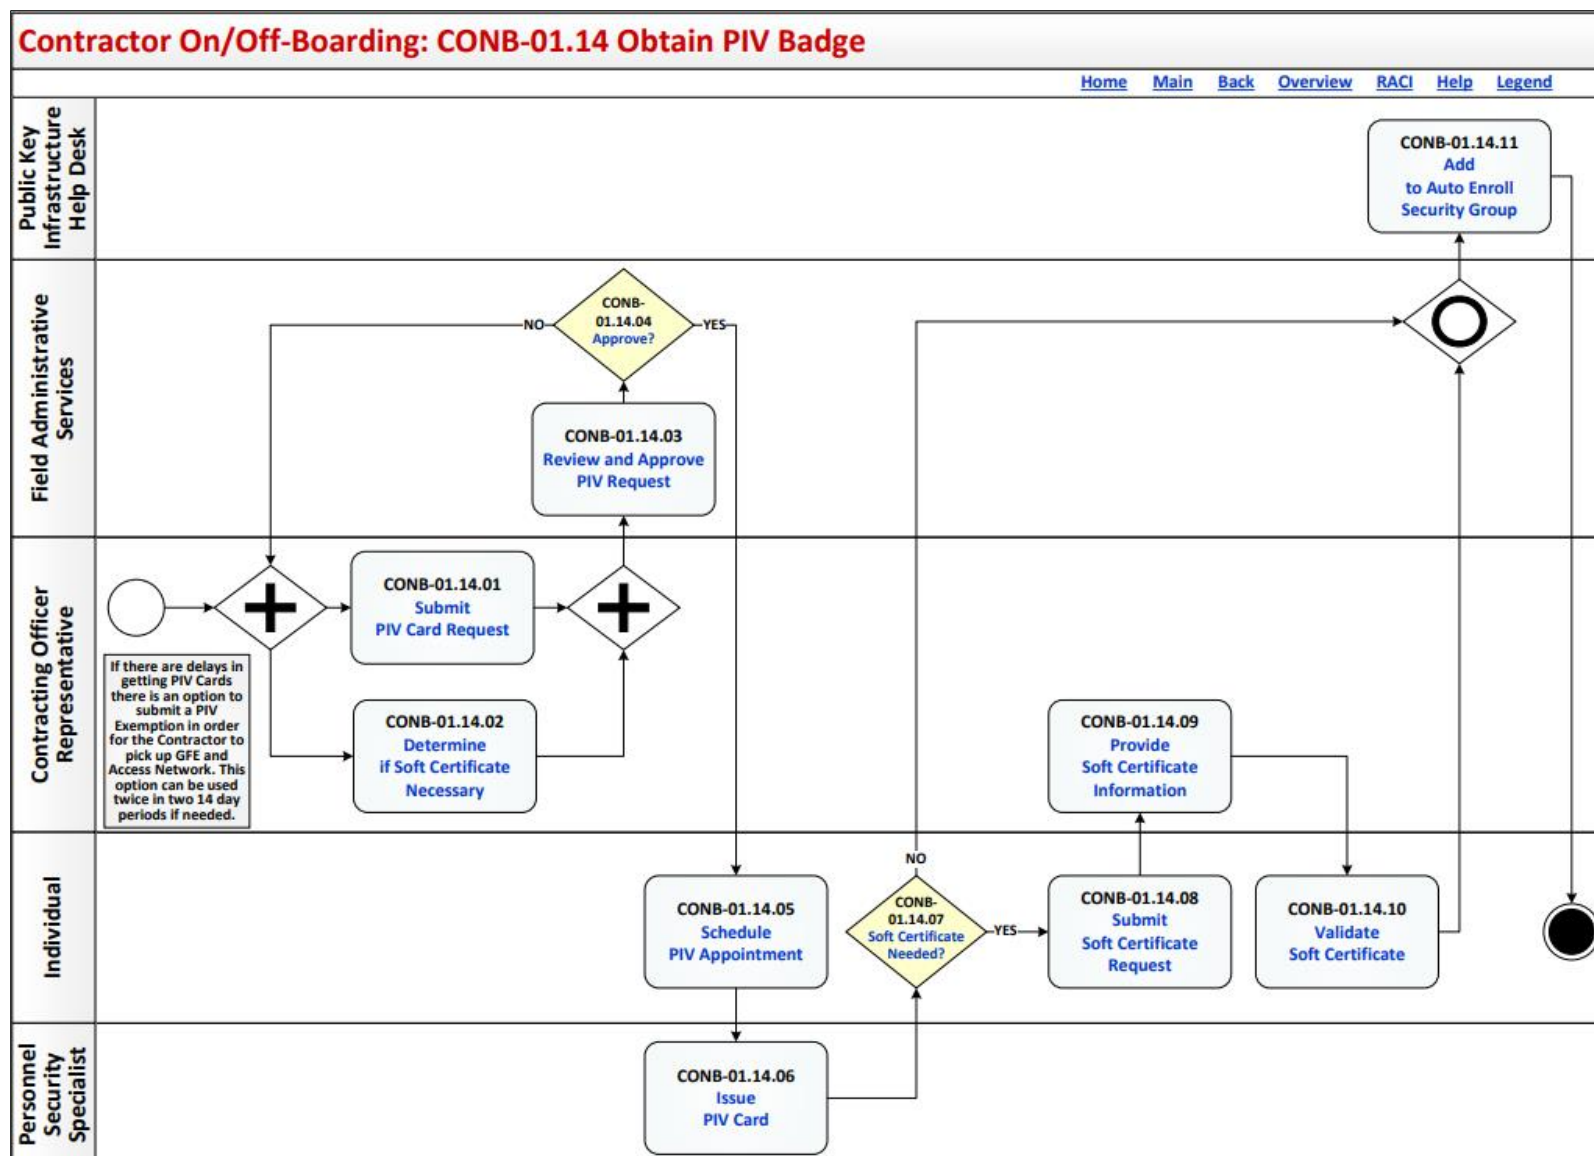 Contractor On/Off-Boarding: CONB-01.14 Obtain PIV Badge
Home Main Back Overview RACI Help Legend
Public Key
Infrastructure
Help Desk
CONB-01.14.11
Add
to Auto Enroll
Security Group
Field Administrative
Services
CONB-
01.14.04
Approve?
NO
YES
CONB-01.14.03
Review and Approve
PIV Request
Contracting Officer
Representative
CONB-01.14.01
Submit
PIV Card Request
If there are delays in
getting PIV Cards
there is an option to
submit a PIV
Exemption in order
for the Contractor to
pick up GFE and
Access Network. This
option can be used
twice in two 14 day
periods if needed.
CONB-01.14.02
Determine
if Soft Certificate
Necessary
CONB-01.14.09
Provide
Soft Certificate
Information
Individual
CONB-01.14.05
Schedule
PIV Appointment
NO
CONB-
01.14.07
Soft Certificate
Needed?
YES
CONB-01.14.08
Submit
Soft Certificate
Request
CONB-01.14.10
Validate
Soft Certificate
Personnel
Security
Specialist
CONB-01.14.06
Issue
PIV Card